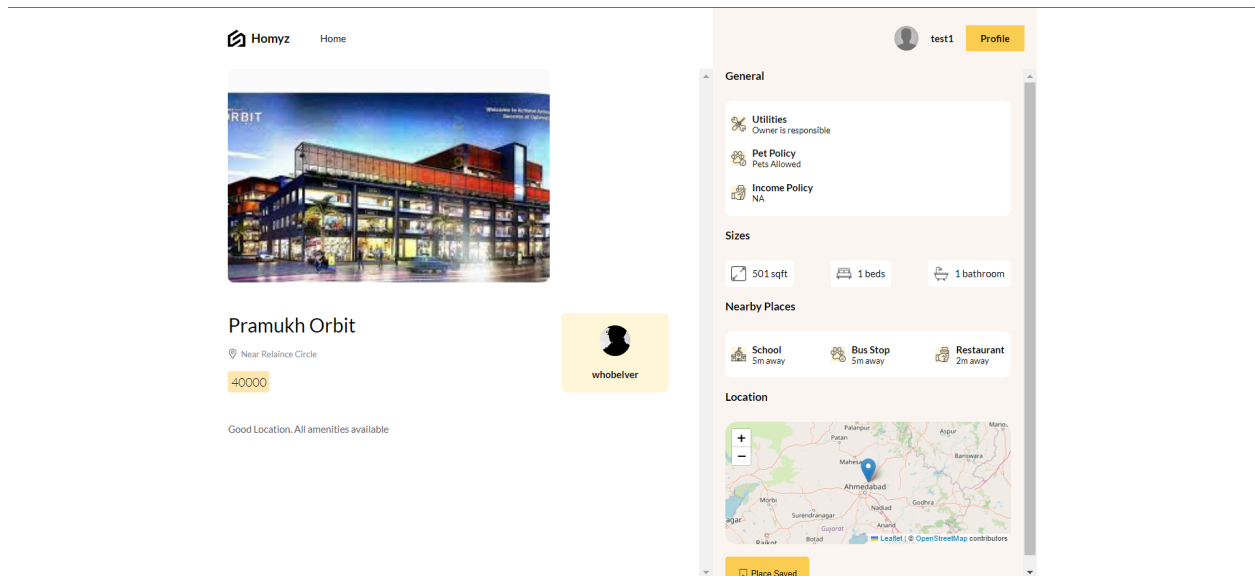 Homyz
Home
test1
Profile
ORBIT
Pramukh Orbit
Near Relaince Circle
40000
whobelver
Good Location. All amenities available
General
Utilities
Owner is responsible
Pet Policy
Pets Allowed
Income Policy
NA
Sizes
501 sqft
1 beds
1 bathroom
Nearby Places
School
5m away
Bus Stop
5m away
Restaurant
2m away
Location
+
−
Palanpur
Patan
Aspur
Banswara
Ahmedabad
Morbi
Surendranagar
Nadiad
Godhra
Gujarat
Anand
Rajkot
Botad
Leaflet | © OpenStreetMap contributors
Place Saved